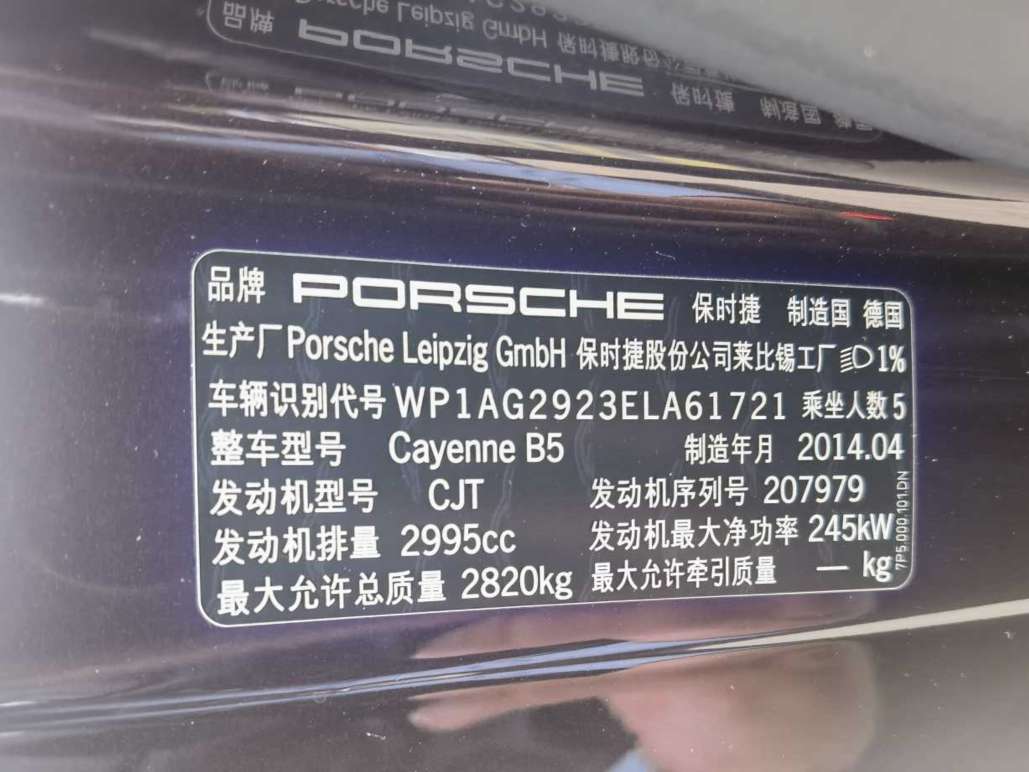 品牌 PORSCHE 保时捷 制造国 德国
生产厂 Porsche Leipzig GmbH 保时捷股份公司莱比锡工厂 1%
车辆识别代号 WP1AG2923ELA61721 乘坐人数 5
整车型号 Cayenne B5 制造年月 2014.04
发动机型号 CJT 发动机序列号 207979
发动机排量 2995cc 发动机最大净功率 245kW
最大允许总质量 2820kg 最大允许牵引质量 — kg
7P5.000.101.DN